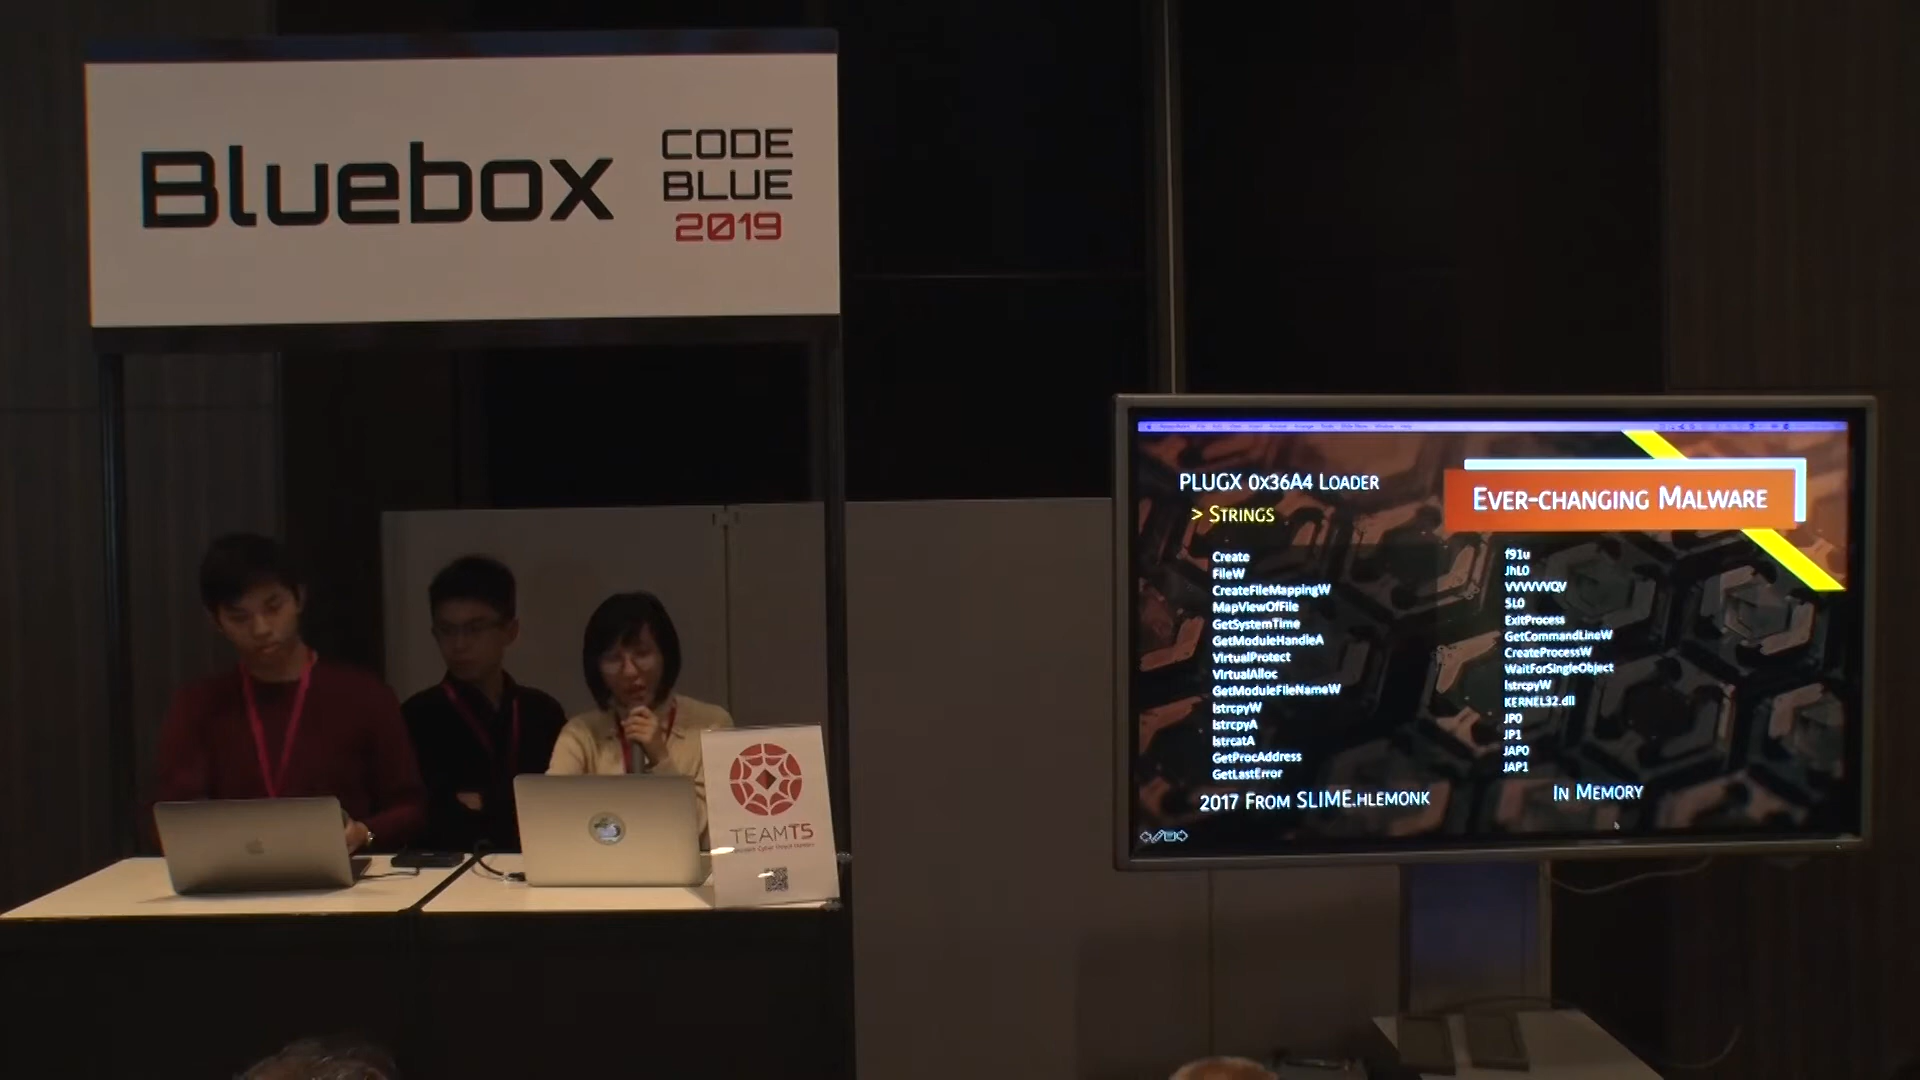 Bluebox
CODE
BLUE
2019
PLUGX 0x36A4 LOADER
> STRINGS
EVER-CHANGING MALWARE
Create
FileW
CreateFileMappingW
MapViewOfFile
GetSystemTime
GetModuleHandleA
VirtualProtect
VirtualAlloc
GetModuleFileNameW
lstrcpyW
lstrcpyA
lstrcatA
GetProcAddress
GetLastError
2017 FROM SLIME.HLEMONK
f91u
JhL0
VVVVVVQV
SL0
ExitProcess
GetCommandLineW
CreateProcessW
WaitForSingleObject
lstrcpyW
KERNEL32.dll
JP0
JP1
JAP0
JAP1
IN MEMORY
TEAMT5